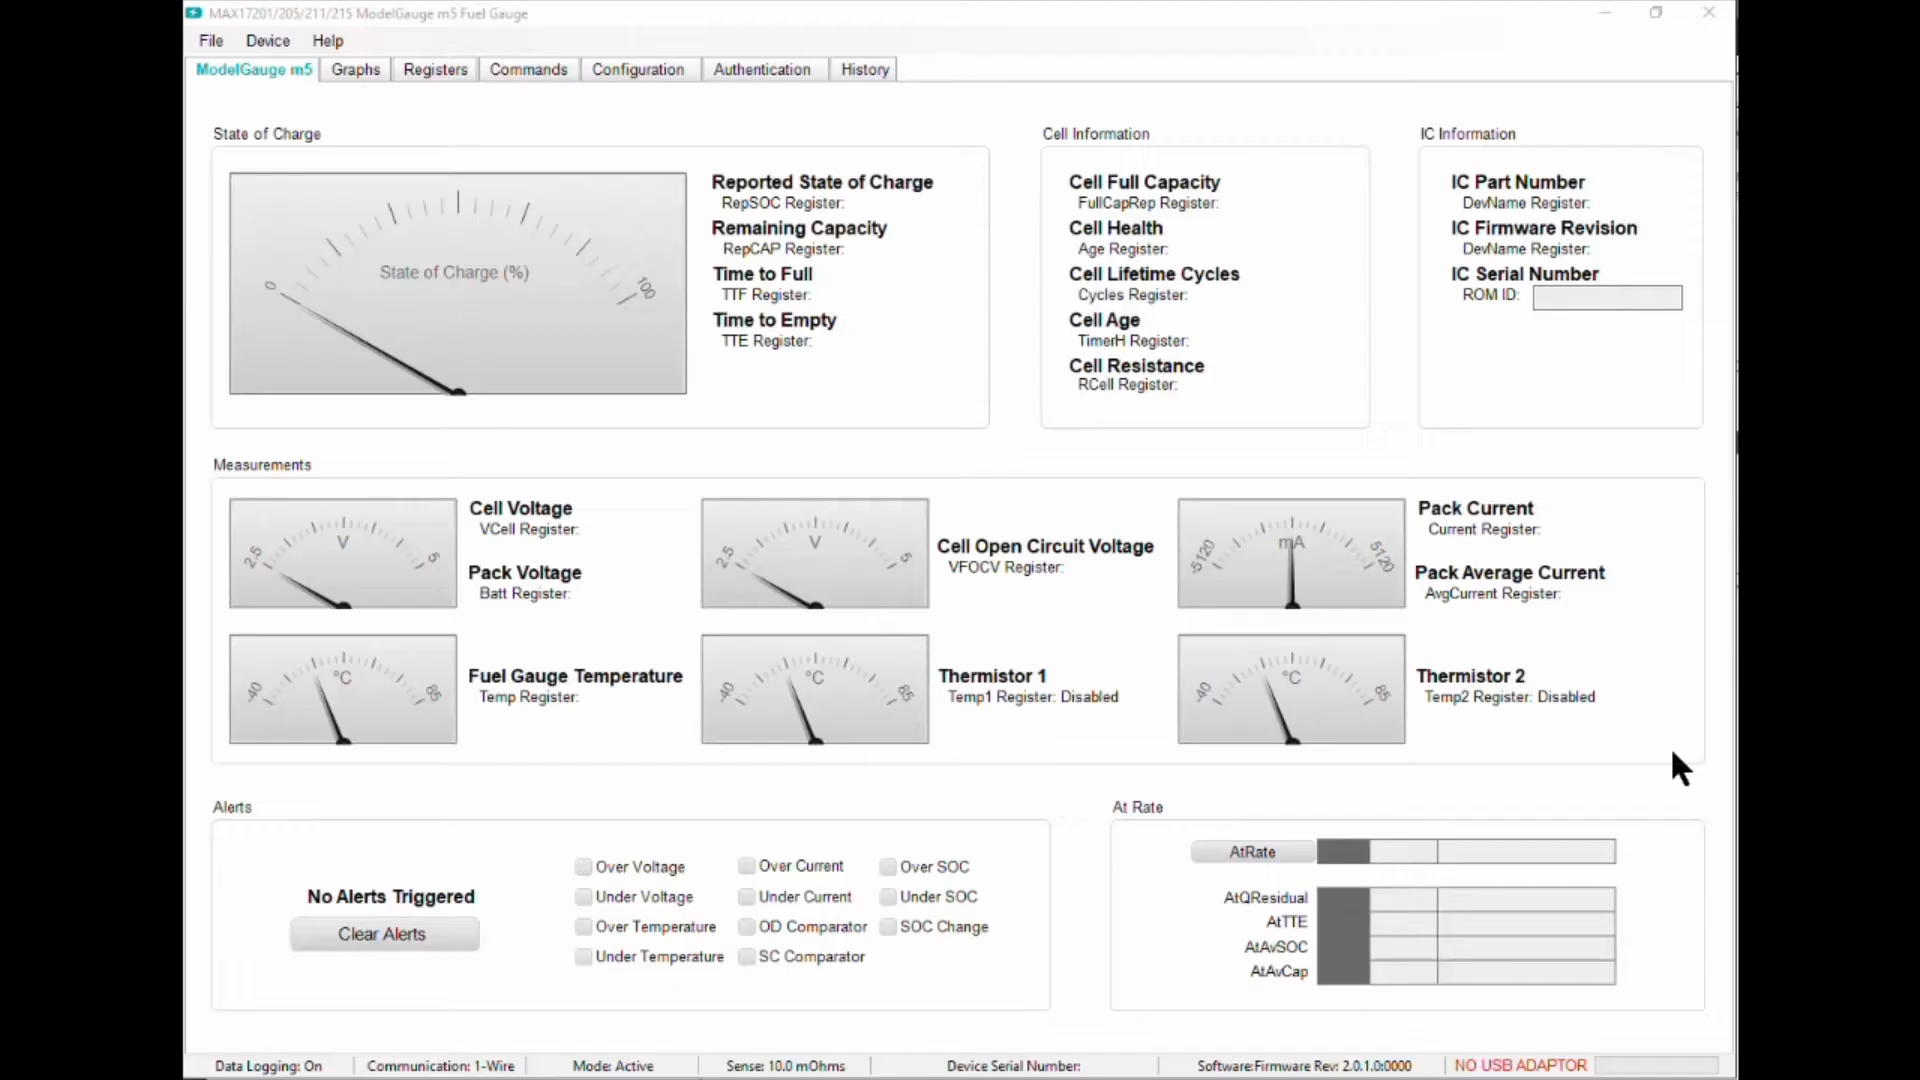 MAX17201/205/211/215 ModelGauge m5 Fuel Gauge
File Device Help
ModelGauge m5 Graphs Registers Commands Configuration Authentication History
State of Charge
State of Charge (%)
0
100
Reported State of Charge
RepSOC Register:
Remaining Capacity
RepCAP Register:
Time to Full
TTF Register:
Time to Empty
TTE Register:
Cell Information
Cell Full Capacity
FullCapRep Register:
Cell Health
Age Register:
Cell Lifetime Cycles
Cycles Register:
Cell Age
TimerH Register:
Cell Resistance
RCell Register:
IC Information
IC Part Number
DevName Register:
IC Firmware Revision
DevName Register:
IC Serial Number
ROM ID:
Measurements
2.5 V 5
Cell Voltage
VCell Register:
Pack Voltage
Batt Register:
2.5 V 5
Cell Open Circuit Voltage
VFOCV Register:
-5120 mA 5120
Pack Current
Current Register:
Pack Average Current
AvgCurrent Register:
-40 °C 85
Fuel Gauge Temperature
Temp Register:
-40 °C 85
Thermistor 1
Temp1 Register: Disabled
-40 °C 85
Thermistor 2
Temp2 Register: Disabled
Alerts
No Alerts Triggered
Clear Alerts
Over Voltage Over Current Over SOC
Under Voltage Under Current Under SOC
Over Temperature OD Comparator SOC Change
Under Temperature SC Comparator
At Rate
AtRate
AtQResidual
AtTTE
AtAvSOC
AtAvCap
Data Logging: On Communication: 1-Wire Mode: Active Sense: 10.0 mOhms Device Serial Number: Software:Firmware Rev: 2.0.1.0:0000 NO USB ADAPTOR